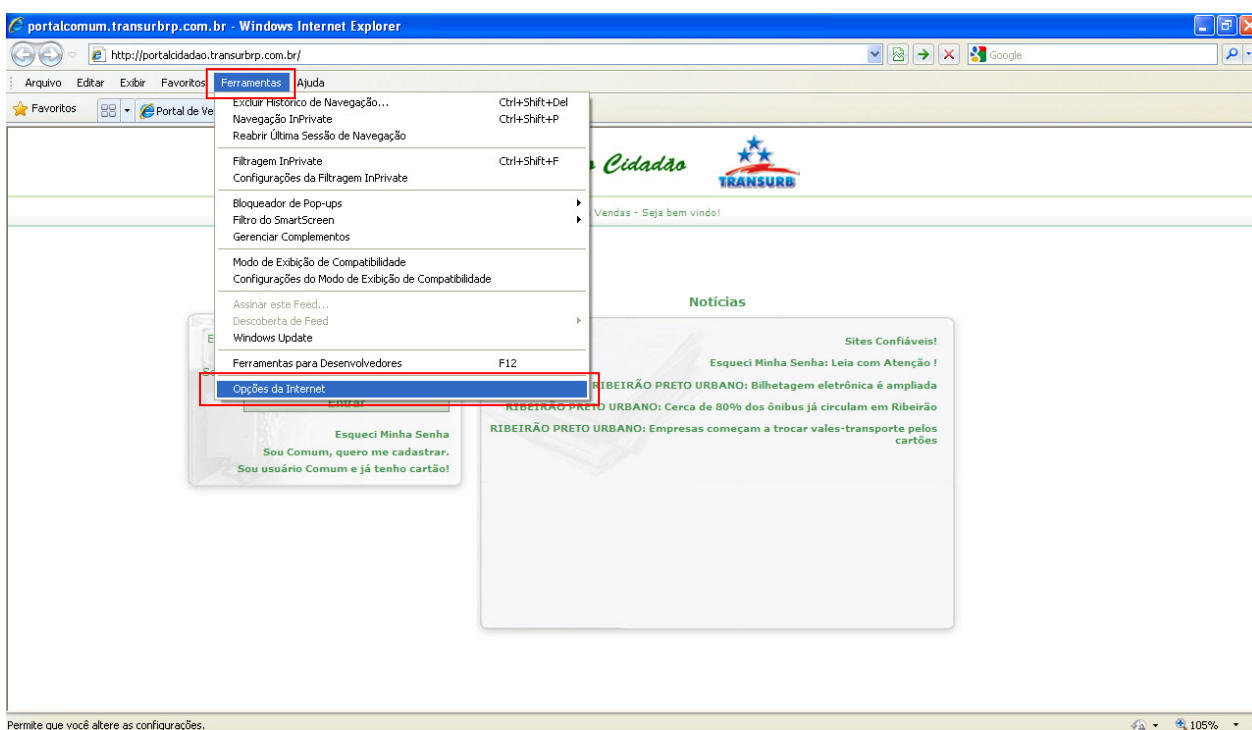 portalcomum.transurbrp.com.br - Windows Internet Explorer
http://portalcidadao.transurbrp.com.br/
Google
Arquivo Editar Exibir Favoritos Ferramentas Ajuda
Favoritos
Portal de Ve
Excluir Histórico de Navegação... Ctrl+Shift+Del
Navegação InPrivate Ctrl+Shift+P
Reabrir Última Sessão de Navegação
Filtragem InPrivate Ctrl+Shift+F
Configurações da Filtragem InPrivate
Bloqueador de Pop-ups
Filtro do SmartScreen
Gerenciar Complementos
Modo de Exibição de Compatibilidade
Configurações do Modo de Exibição de Compatibilidade
Assinar este Feed...
Descoberta de Feed
Windows Update
Ferramentas para Desenvolvedores F12
Opções da Internet
Cidadão
TRANSURB
Vendas - Seja bem vindo!
Entrar
Esqueci Minha Senha
Sou Comum, quero me cadastrar.
Sou usuário Comum e já tenho cartão!
Notícias
Sites Confiáveis!
Esqueci Minha Senha: Leia com Atenção !
RIBEIRÃO PRETO URBANO: Bilhetagem eletrônica é ampliada
RIBEIRÃO PRETO URBANO: Cerca de 80% dos ônibus já circulam em Ribeirão
RIBEIRÃO PRETO URBANO: Empresas começam a trocar vales-transporte pelos
cartões
Permite que você altere as configurações.
105%